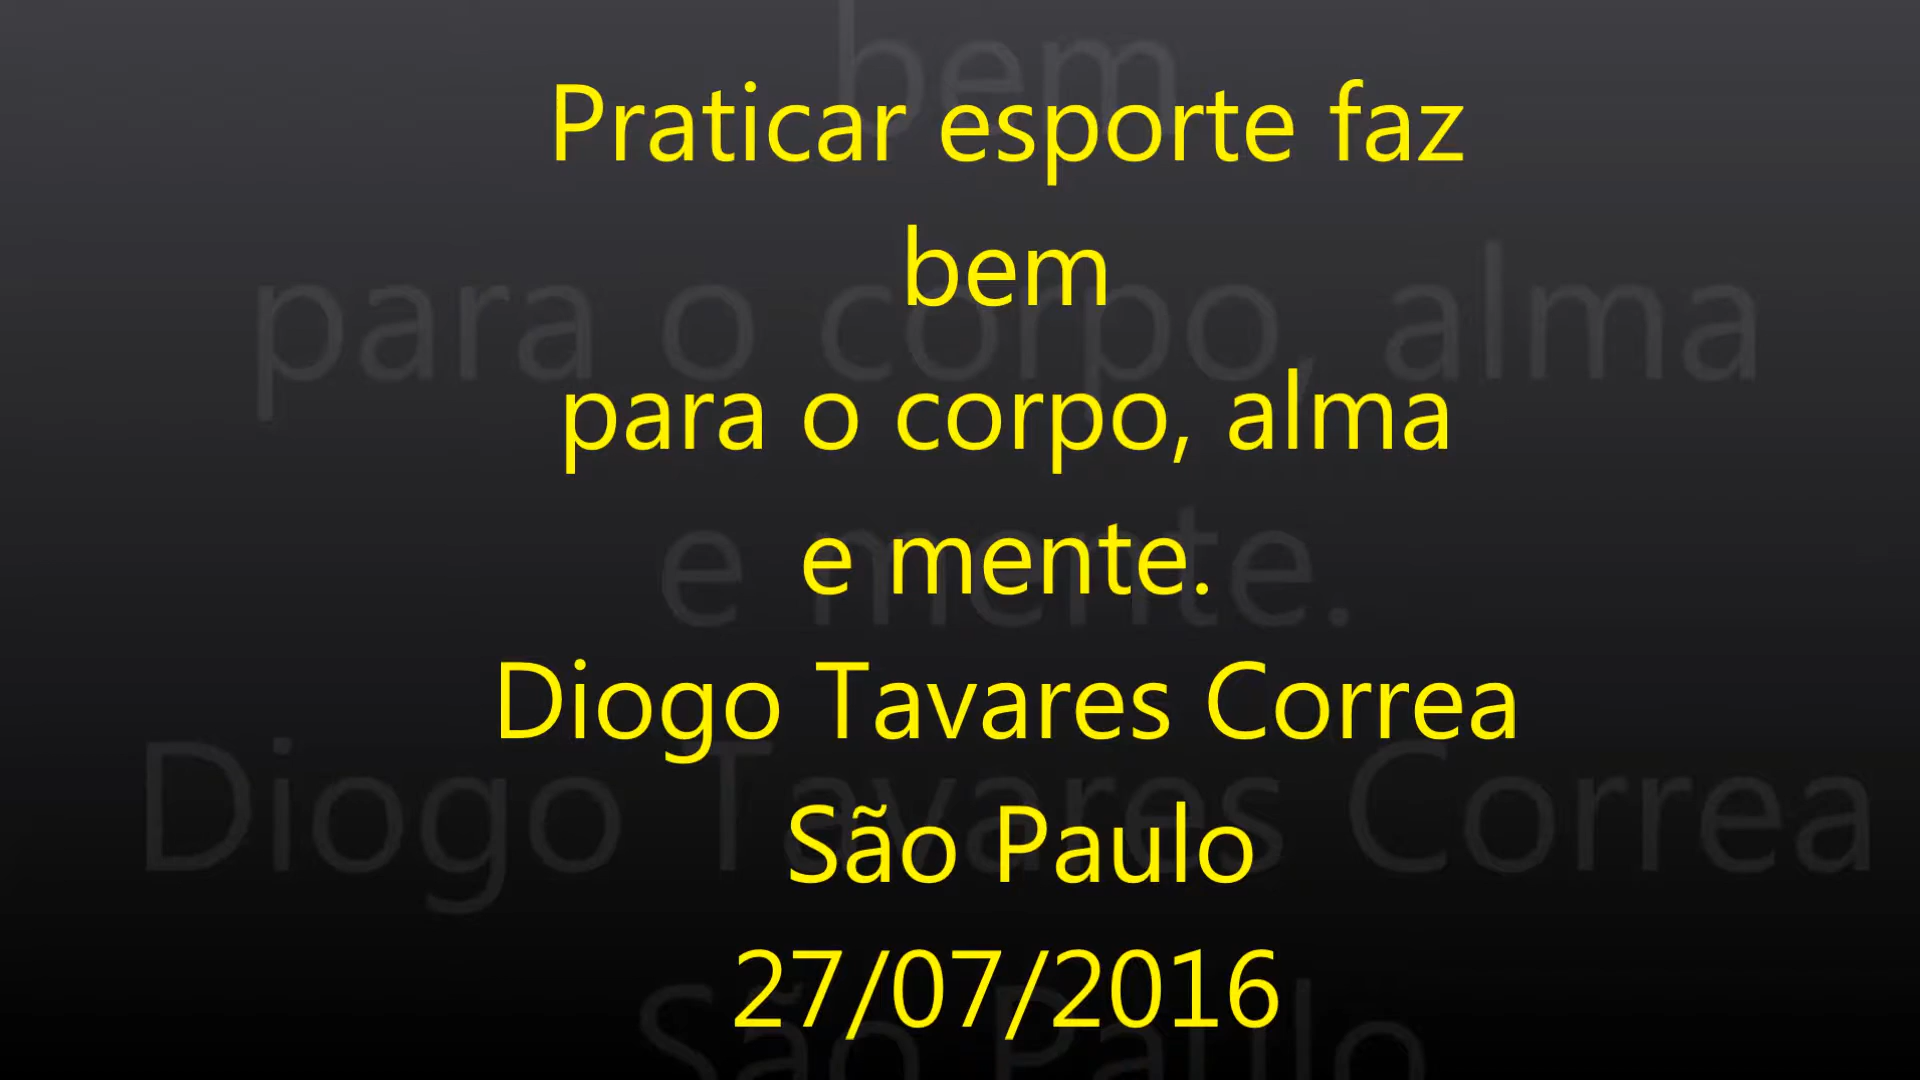 Praticar esporte faz
bem
para o corpo, alma
e mente.
Diogo Tavares Correa
São Paulo
27/07/2016